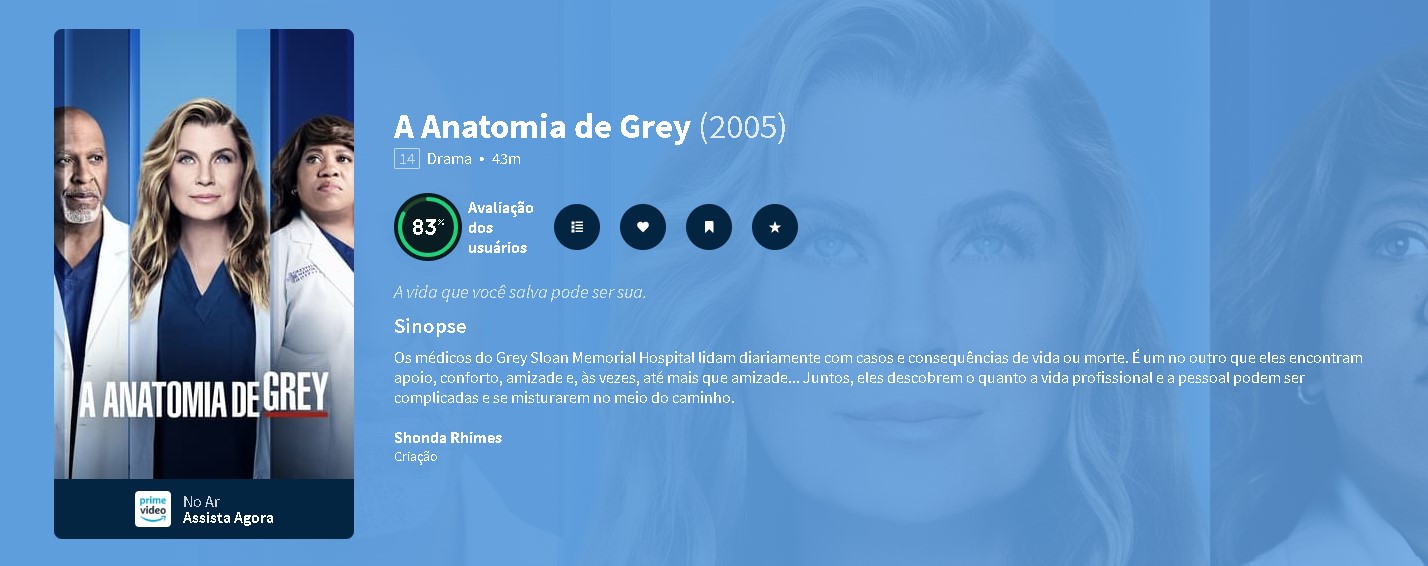 A ANATOMIA DE GREY
prime video
No Ar
Assista Agora
A Anatomia de Grey (2005)
14 Drama • 43m
83%
Avaliação
dos
usuários
A vida que você salva pode ser sua.
Sinopse
Os médicos do Grey Sloan Memorial Hospital lidam diariamente com casos e consequências de vida ou morte. É um no outro que eles encontram
apoio, conforto, amizade e, às vezes, até mais que amizade... Juntos, eles descobrem o quanto a vida profissional e a pessoal podem ser
complicadas e se misturarem no meio do caminho.
Shonda Rhimes
Criação